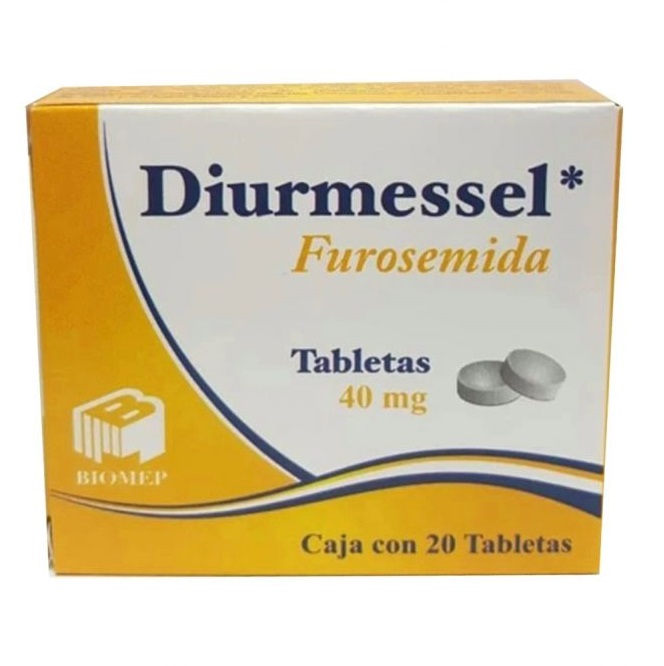 Diurmessel*
Furosemida
Tabletas
40 mg
BIOMEP
Caja con 20 Tabletas